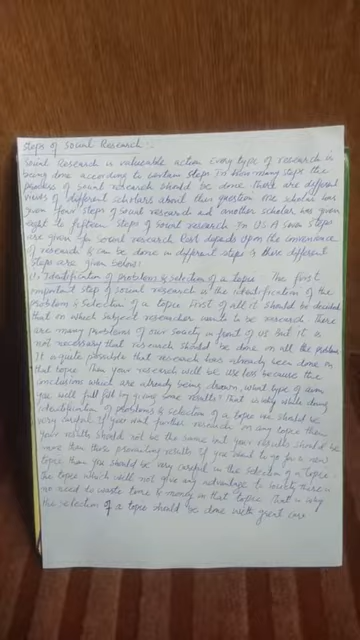 Steps of Social Research:-
Social Research is valueable action Every type of research is
being done according to certain steps In how many steps the
process of social research should be done There are different
views of different scholars about this question one scholar has
given four steps of social research and another scholar has given
eight to fifteen steps of social research In U.S.A seven steps
are given for social research but depends upon the convenience
of research & can be done in different steps & these different
steps are given below:
(1). Identification of problems & selection of a topic The first
important step of social research is the identification of the
problem & selection of a topic First of all it should be decided
that on which subject researcher wants to be research There
are many problems of our society in front of us But it is
not necessary that research should be done on all the problems
It is quite possible that research has already been done on
that topic Then your research will be use less because the
conclusions which are already being drown, what type of
you will full fill by giving same results? That is why while doing
identification of problems & selection of a topic one should be
very careful If you want further research on any topic then
your results should not be the same but your results should be
more than those prevailing results If you want to go for a new
topic than you should be very careful in the selection of a topic
the topic which will not give any advantage to society there is
no need to waste time & money on that topic That is why
the selection of a topic should be done with great care